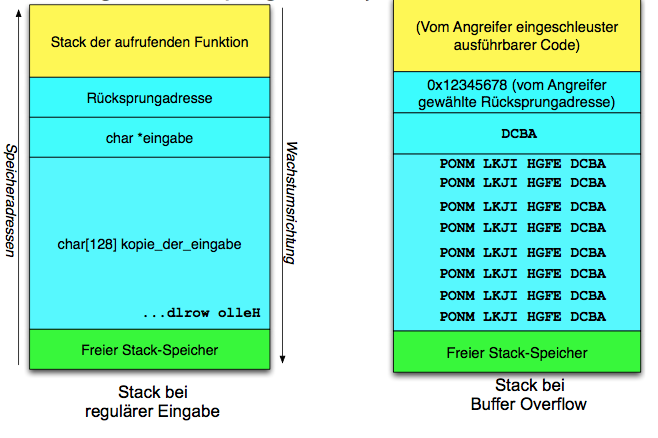 Stack der aufrufenden Funktion
Rücksprungadresse
char *eingabe
char[128] kopie_der_eingabe
...dlrow olleH
Freier Stack-Speicher
Speicheradressen
Wachstumsrichtung
Stack bei
regulärer Eingabe
(Vom Angreifer eingeschleuster
ausführbarer Code)
0x12345678 (vom Angreifer
gewählte Rücksprungadresse)
DCBA
PONM LKJI HGFE DCBA
PONM LKJI HGFE DCBA
PONM LKJI HGFE DCBA
PONM LKJI HGFE DCBA
PONM LKJI HGFE DCBA
PONM LKJI HGFE DCBA
PONM LKJI HGFE DCBA
PONM LKJI HGFE DCBA
Freier Stack-Speicher
Stack bei
Buffer Overflow